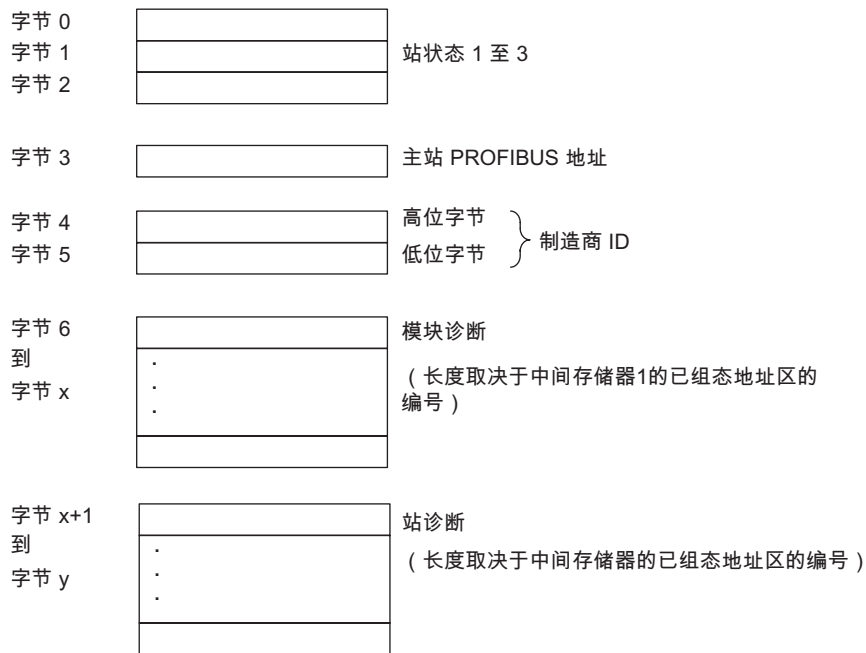 字节 0
字节 1
站状态 1 至 3
字节 2
字节 3
主站 PROFIBUS 地址
字节 4
高位字节
字节 5
低位字节
制造商 ID
字节 6
到
字节 x
模块诊断
（长度取决于中间存储器1的已组态地址区的
编号）
字节 x+1
到
字节 y
站诊断
（长度取决于中间存储器的已组态地址区的编号）